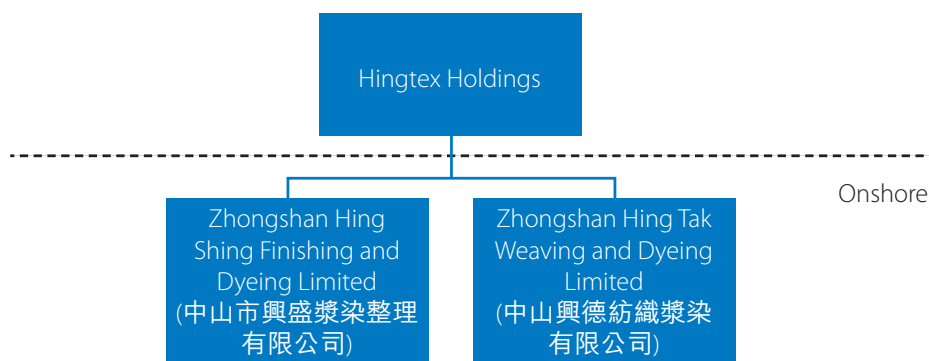 Hingtex Holdings
Onshore
Zhongshan Hing
Shing Finishing and
Dyeing Limited
(中山市興盛漿染整理
有限公司)
Zhongshan Hing Tak
Weaving and Dyeing
Limited
(中山興德紡織漿染
有限公司)